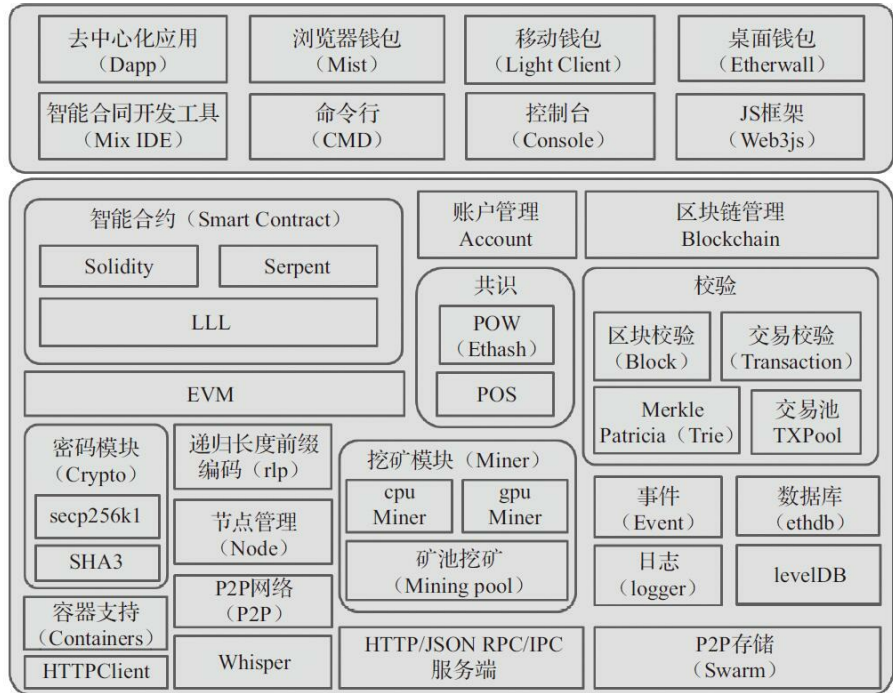 去中心化应用
（Dapp）
浏览器钱包
（Mist）
移动钱包
（Light Client）
桌面钱包
（Etherwall）
智能合同开发工具
（Mix IDE）
命令行
（CMD）
控制台
（Console）
JS框架
（Web3js）
智能合约（Smart Contract）
Solidity
Serpent
LLL
EVM
账户管理
Account
区块链管理
Blockchain
共识
POW
（Ethash）
POS
校验
区块校验
（Block）
交易校验
（Transaction）
Merkle
Patricia（Trie）
交易池
TXPool
密码模块
（Crypto）
secp256k1
SHA3
递归长度前缀
编码（rlp）
节点管理
（Node）
P2P网络
（P2P）
挖矿模块（Miner）
cpu
Miner
gpu
Miner
矿池挖矿
（Mining pool）
事件
（Event）
数据库
（ethdb）
日志
（logger）
levelDB
容器支持
（Containers）
HTTPClient
Whisper
HTTP/JSON RPC/IPC
服务端
P2P存储
（Swarm）